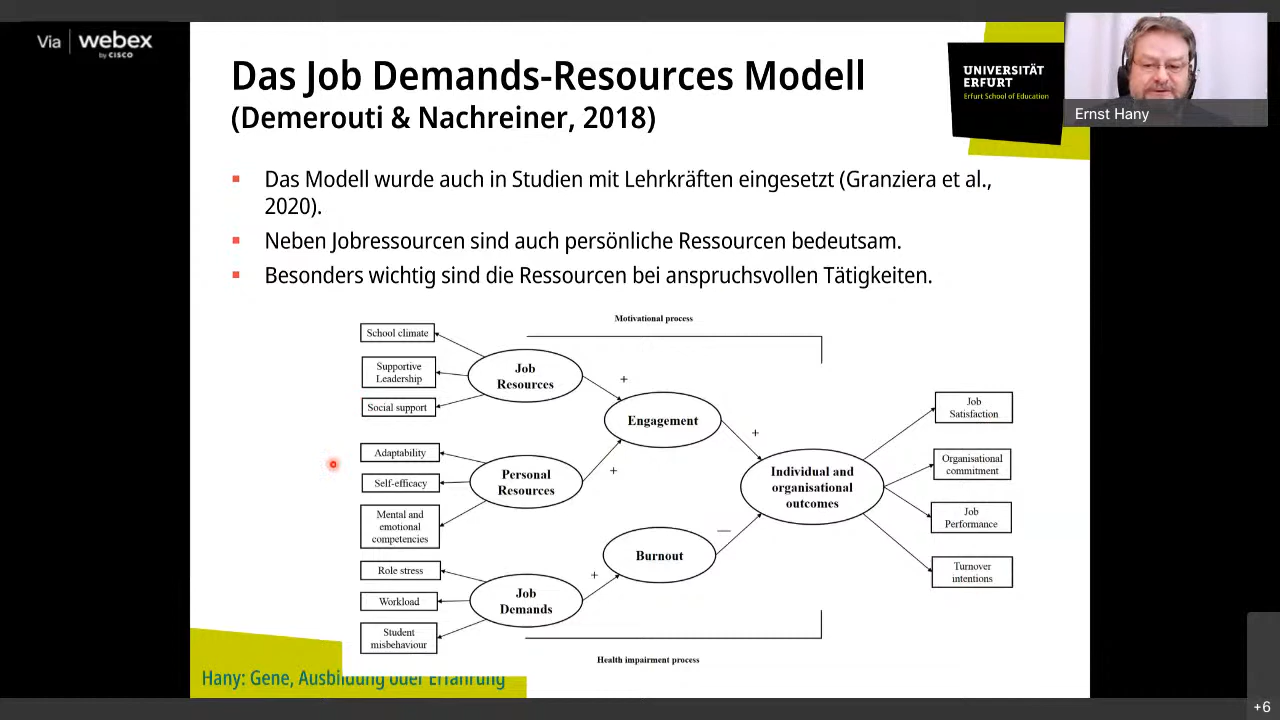 Via webex
by CISCO
Das Job Demands-Resources Modell
(Demerouti & Nachreiner, 2018)
UNIVERSITÄT
ERFURT
Erfurt School of Education
Ernst Hany
Das Modell wurde auch in Studien mit Lehrkräften eingesetzt (Granziera et al.,
2020).
Neben Jobressourcen sind auch persönliche Ressourcen bedeutsam.
Besonders wichtig sind die Ressourcen bei anspruchsvollen Tätigkeiten.
Motivational process
School climate
Supportive
Leadership
Social support
Job
Resources
+
Engagement
+
Adaptability
Self-efficacy
Mental and
emotional
competencies
Personal
Resources
+
Individual and
organisational
outcomes
Job
Satisfaction
Organisational
commitment
Job
Performance
Turnover
intentions
Burnout
—
+
Role stress
Workload
Student
misbehaviour
Job
Demands
Health impairment process
Hany: Gene, Ausbildung oder Erfahrung
+6